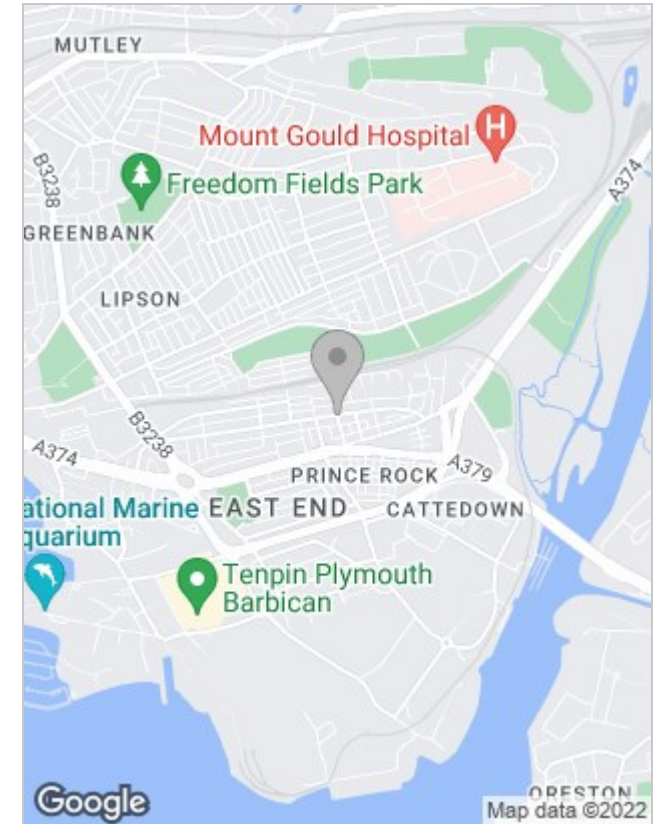 MUTLEY
Mount Gould Hospital
H
B3238
Freedom Fields Park
A374
GREENBANK
LIPSON
B3238
A374
PRINCE ROCK
A379
ational Marine
quarium
EAST END
CATTEDOWN
Tenpin Plymouth
Barbican
ORESTON
Google
Map data ©2022